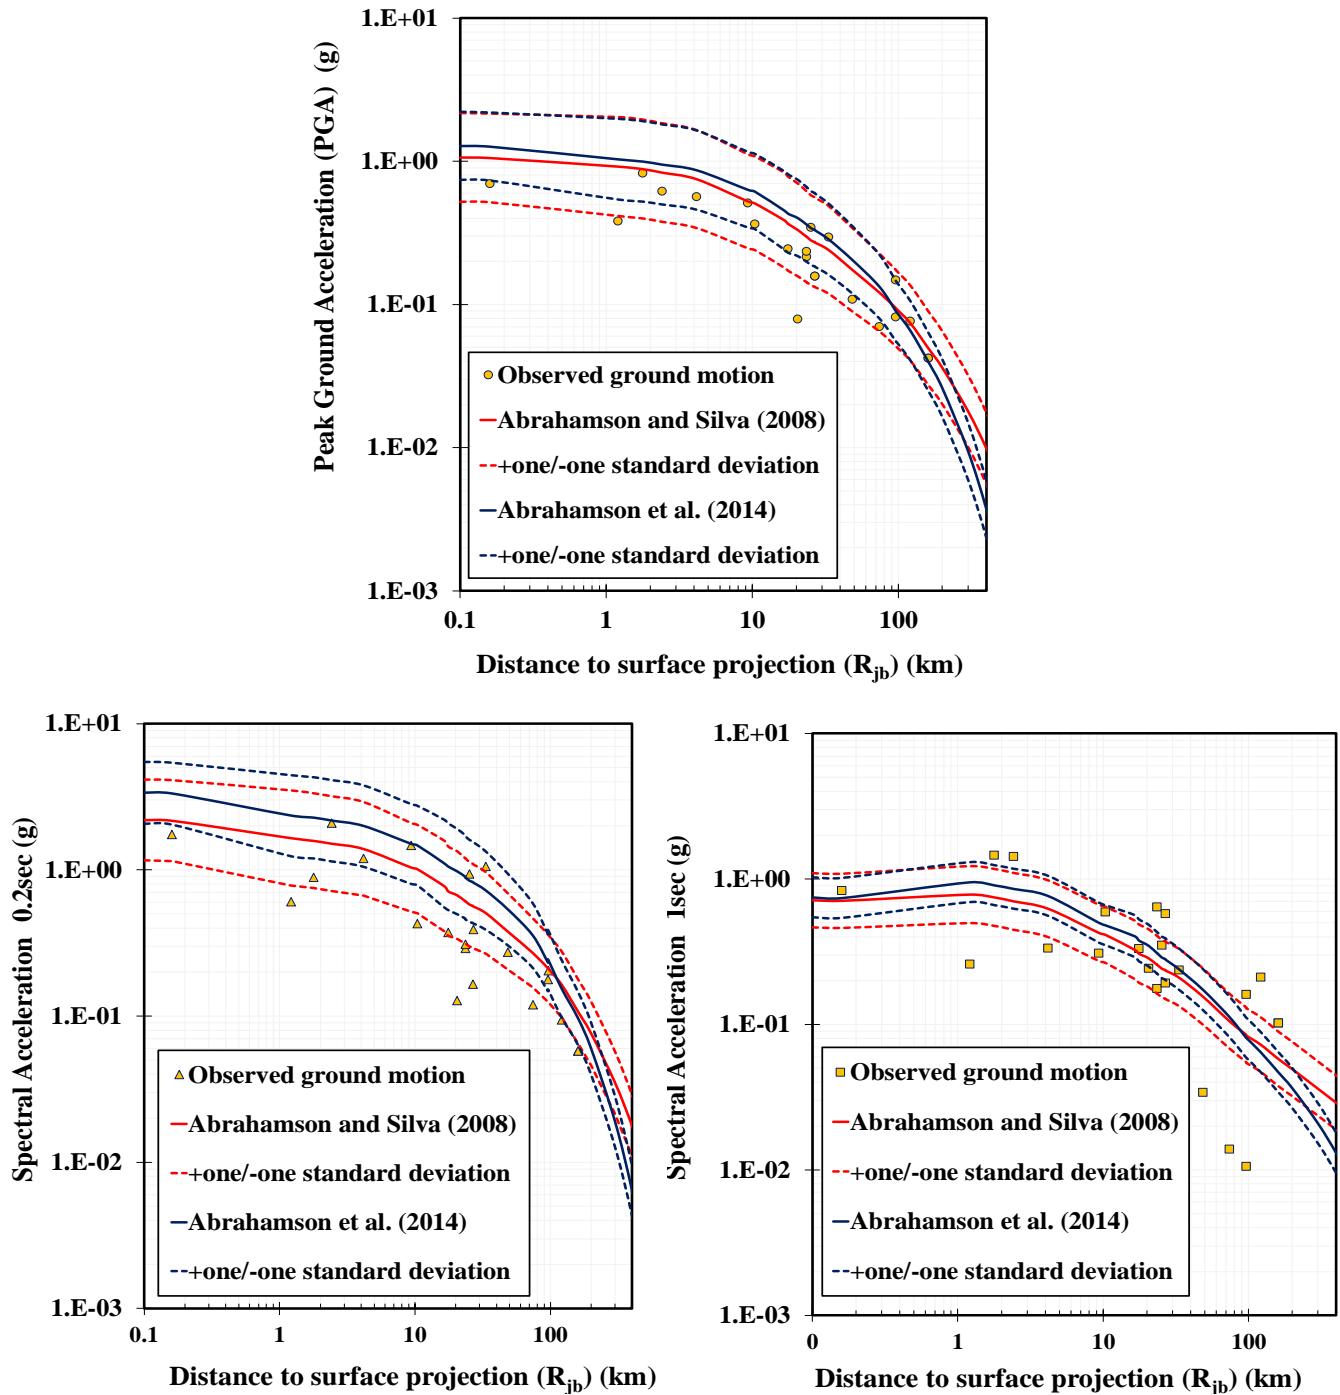 Peak Ground Acceleration (PGA) (g)
1.E+01
1.E+00
1.E-01
1.E-02
1.E-03
Observed ground motion
Abrahamson and Silva (2008)
+one/-one standard deviation
Abrahamson et al. (2014)
+one/-one standard deviation
0.1 1 10 100
Distance to surface projection (Rjb) (km)
Spectral Acceleration 0.2sec (g)
1.E+01
1.E+00
1.E-01
1.E-02
1.E-03
Observed ground motion
Abrahamson and Silva (2008)
+one/-one standard deviation
Abrahamson et al. (2014)
+one/-one standard deviation
0.1 1 10 100
Distance to surface projection (Rjb) (km)
Spectral Acceleration 1sec (g)
1.E+01
1.E+00
1.E-01
1.E-02
1.E-03
Observed ground motion
Abrahamson and Silva (2008)
+one/-one standard deviation
Abrahamson et al. (2014)
+one/-one standard deviation
0 1 10 100
Distance to surface projection (Rjb) (km)